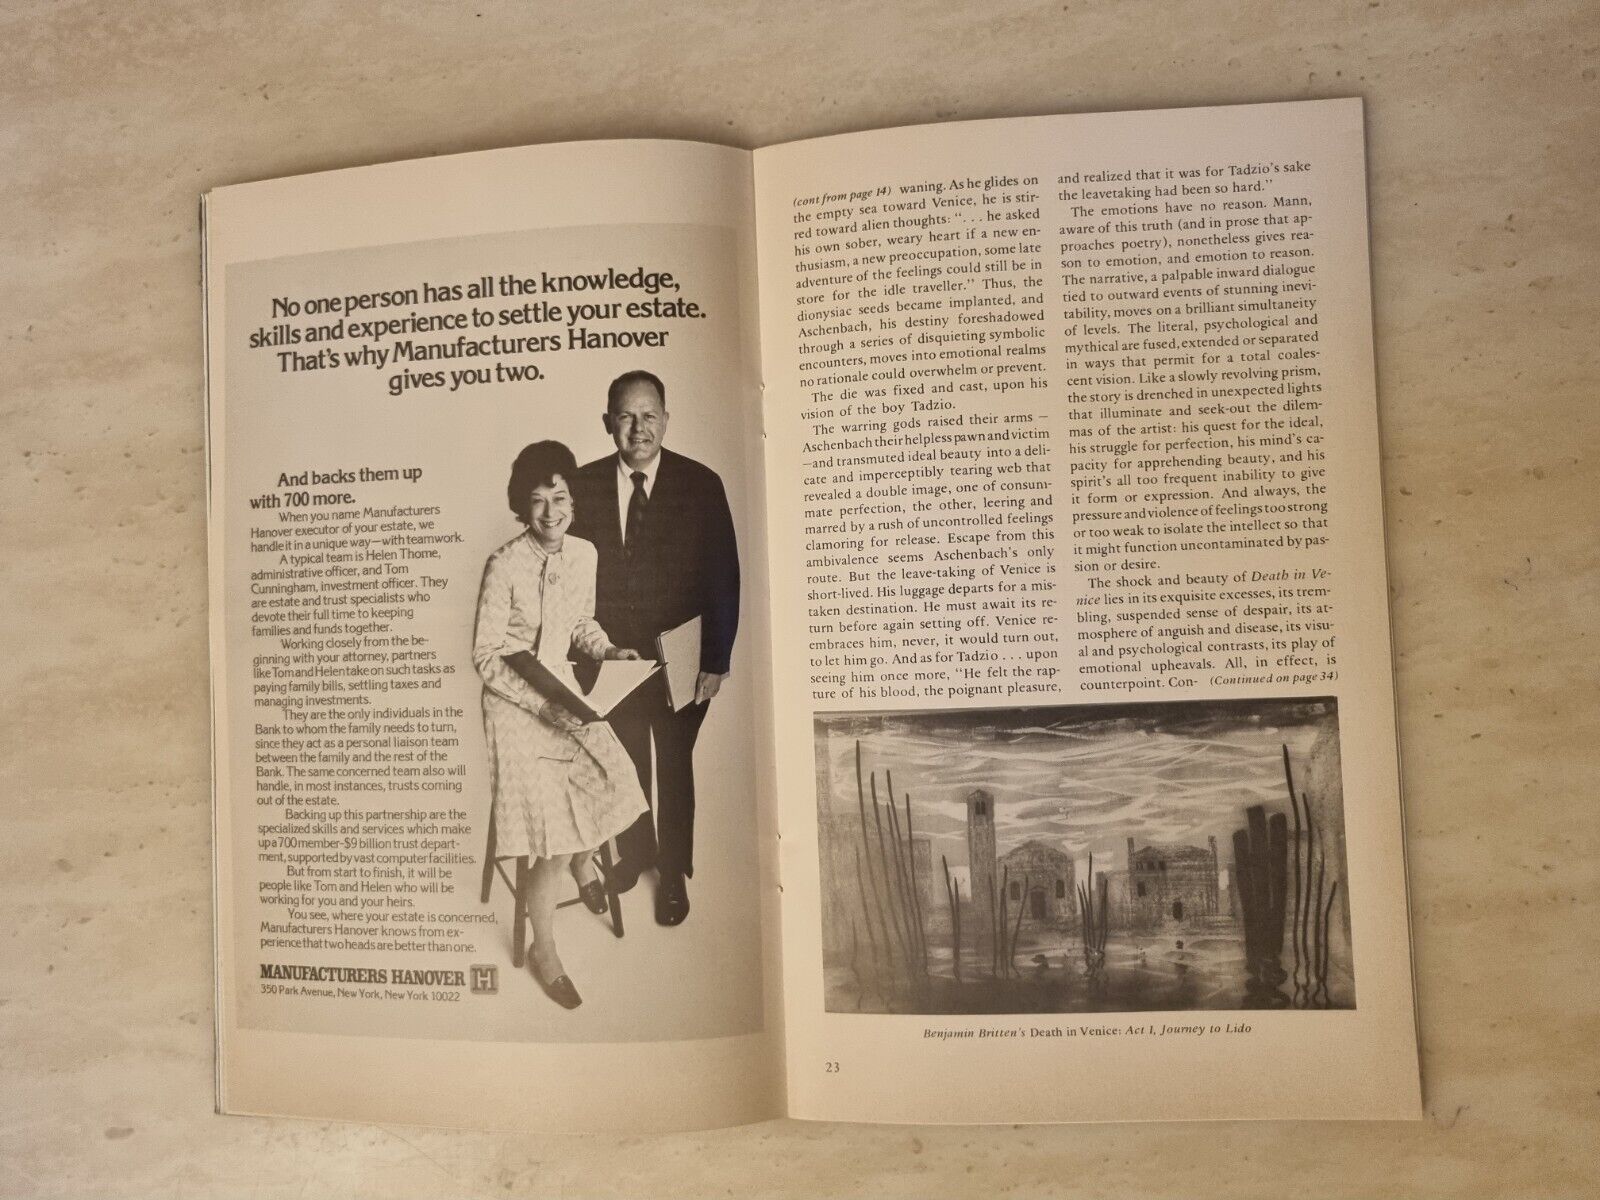 No one person has all the knowledge,
skills and experience to settle your estate.
That's why Manufacturers Hanover
gives you two.
And backs them up
with 700 more.
When you name Manufacturers
Hanover executor of your estate, we
handle it in a unique way—with teamwork.
A typical team is Helen Thome,
administrative officer, and Tom
Cunningham, investment officer. They
are estate and trust specialists who
devote their full time to keeping
families and funds together.
Working closely from the be-
ginning with your attorney, partners
like Tom and Helen take on such tasks as
paying family bills, settling taxes and
managing investments.
They are the only individuals in the
Bank to whom the family needs to turn,
since they act as a personal liaison team
between the family and the rest of the
Bank. The same concerned team also will
handle, in most instances, trusts coming
out of the estate.
Backing up this partnership are the
specialized skills and services which make
up a 700 member-$9 billion trust depart-
ment, supported by vast computer facilities.
But from start to finish, it will be
people like Tom and Helen who will be
working for you and your heirs.
You see, where your estate is concerned,
Manufacturers Hanover knows from ex-
perience that two heads are better than one.
MANUFACTURERS HANOVER
350 Park Avenue, New York, New York 10022
(cont from page 14) waning. As he glides on
the empty sea toward Venice, he is stir-
red toward alien thoughts: ". . . he asked
his own sober, weary heart if a new en-
thusiasm, a new preoccupation, some late
adventure of the feelings could still be in
store for the idle traveller." Thus, the
dionysiac seeds became implanted, and
Aschenbach, his destiny foreshadowed
through a series of disquieting symbolic
encounters, moves into emotional realms
no rationale could overwhelm or prevent.
The die was fixed and cast, upon his
vision of the boy Tadzio.
The warring gods raised their arms —
Aschenbach their helpless pawn and victim
—and transmuted ideal beauty into a deli-
cate and imperceptibly tearing web that
revealed a double image, one of consum-
mate perfection, the other, leering and
marred by a rush of uncontrolled feelings
clamoring for release. Escape from this
ambivalence seems Aschenbach's only
route. But the leave-taking of Venice is
short-lived. His luggage departs for a mis-
taken destination. He must await its re-
turn before again setting off. Venice re-
embraces him, never, it would turn out,
to let him go. And as for Tadzio . . . upon
seeing him once more, "He felt the rap-
ture of his blood, the poignant pleasure,
and realized that it was for Tadzio's sake
the leavetaking had been so hard."
The emotions have no reason. Mann,
aware of this truth (and in prose that ap-
proaches poetry), nonetheless gives rea-
son to emotion, and emotion to reason.
The narrative, a palpable inward dialogue
tied to outward events of stunning inevi-
tability, moves on a brilliant simultaneity
of levels. The literal, psychological and
mythical are fused, extended or separated
in ways that permit for a total coales-
cent vision. Like a slowly revolving prism,
the story is drenched in unexpected lights
that illuminate and seek-out the dilem-
mas of the artist: his quest for the ideal,
his struggle for perfection, his mind's ca-
pacity for apprehending beauty, and his
spirit's all too frequent inability to give
it form or expression. And always, the
pressure and violence of feelings too strong
or too weak to isolate the intellect so that
it might function uncontaminated by pas-
sion or desire.
The shock and beauty of Death in Ve-
nice lies in its exquisite excesses, its trem-
bling, suspended sense of despair, its at-
mosphere of anguish and disease, its visu-
al and psychological contrasts, its play of
emotional upheavals. All, in effect, is
counterpoint. Con- (Continued on page 34)
Benjamin Britten's Death in Venice: Act I, Journey to Lido
23